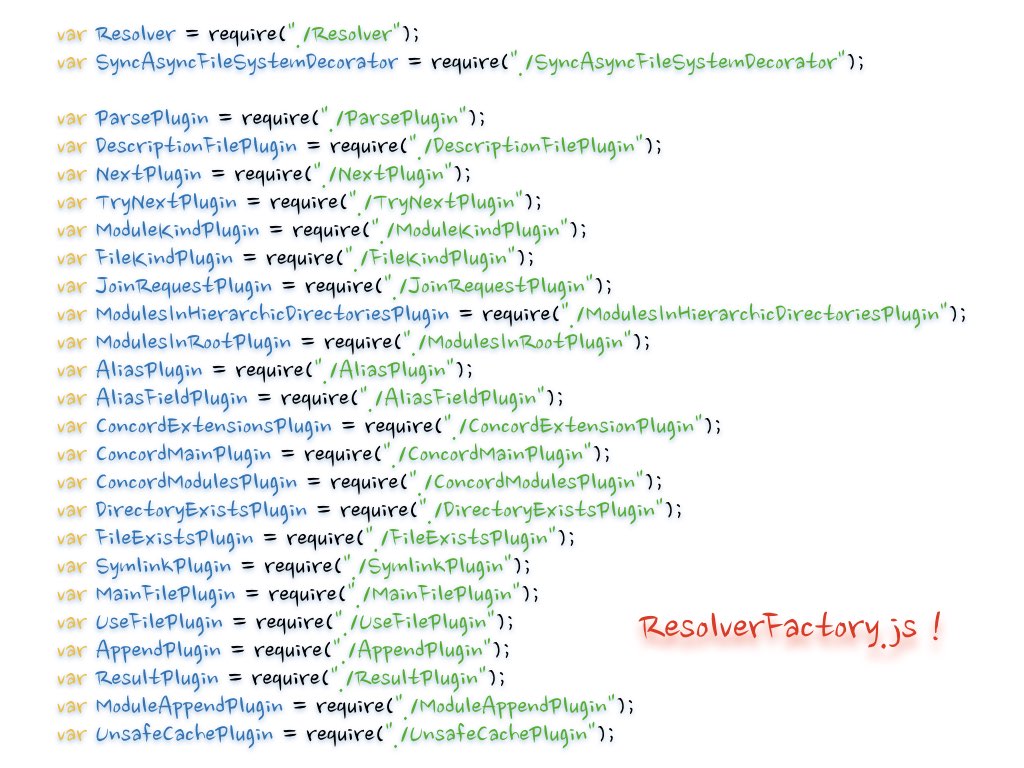 var Resolver = require("./Resolver");
var SyncAsyncFileSystemDecorator = require("./SyncAsyncFileSystemDecorator");
var ParsePlugin = require("./ParsePlugin");
var DescriptionFilePlugin = require("./DescriptionFilePlugin");
var NextPlugin = require("./NextPlugin");
var TryNextPlugin = require("./TryNextPlugin");
var ModuleKindPlugin = require("./ModuleKindPlugin");
var FileKindPlugin = require("./FileKindPlugin");
var JoinRequestPlugin = require("./JoinRequestPlugin");
var ModulesInHierarchicDirectoriesPlugin = require("./ModulesInHierarchicDirectoriesPlugin");
var ModulesInRootPlugin = require("./ModulesInRootPlugin");
var AliasPlugin = require("./AliasPlugin");
var AliasFieldPlugin = require("./AliasFieldPlugin");
var ConcordExtensionsPlugin = require("./ConcordExtensionPlugin");
var ConcordMainPlugin = require("./ConcordMainPlugin");
var ConcordModulesPlugin = require("./ConcordModulesPlugin");
var DirectoryExistsPlugin = require("./DirectoryExistsPlugin");
var FileExistsPlugin = require("./FileExistsPlugin");
var SymlinkPlugin = require("./SymlinkPlugin");
var MainFilePlugin = require("./MainFilePlugin");
var UseFilePlugin = require("./UseFilePlugin");
ResolverFactory.js !
var AppendPlugin = require("./AppendPlugin");
var ResultPlugin = require("./ResultPlugin");
var ModuleAppendPlugin = require("./ModuleAppendPlugin");
var UnsafeCachePlugin = require("./UnsafeCachePlugin");